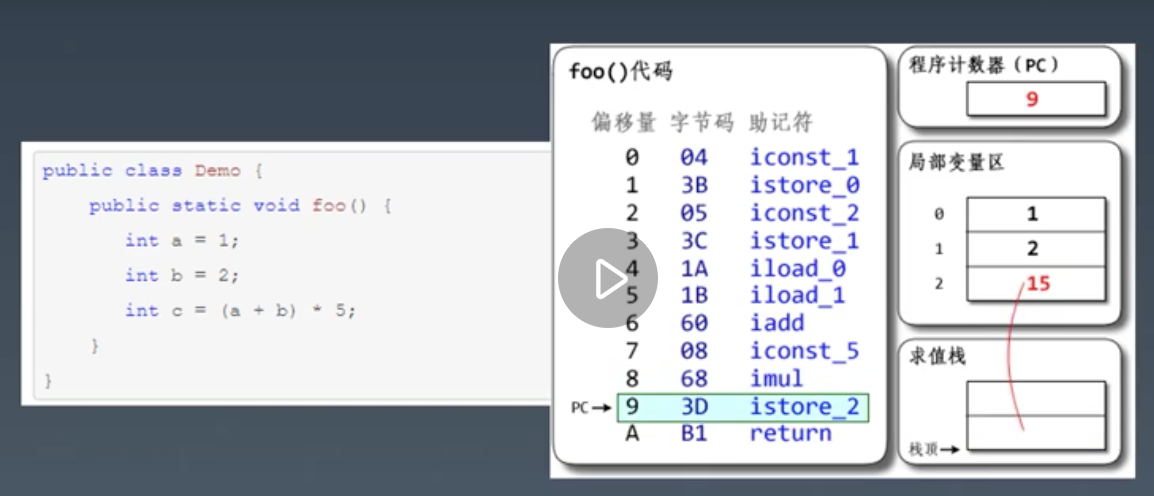 public class Demo {
public static void foo() {
int a = 1;
int b = 2;
int c = (a + b) * 5;
}
}
foo()代码
偏移量 字节码 助记符
0 04 iconst_1
1 3B istore_0
2 05 iconst_2
3 3C istore_1
4 1A iload_0
5 1B iload_1
6 60 iadd
7 08 iconst_5
8 68 imul
PC→ 9 3D istore_2
A B1 return
程序计数器(PC)
9
局部变量区
0 1
1 2
2 15
求值栈
栈顶→